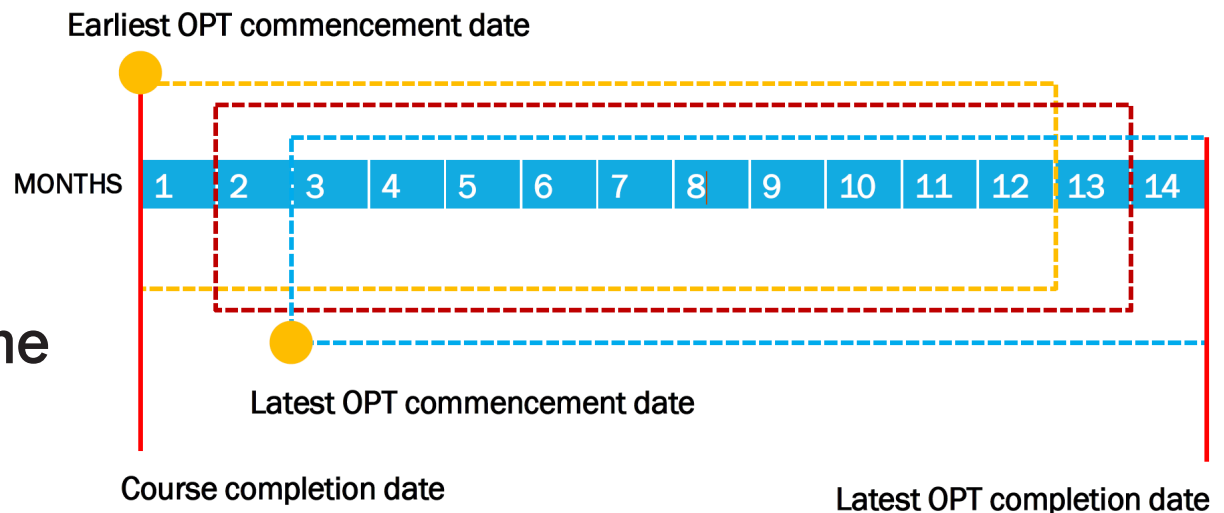 Earliest OPT commencement date
MONTHS 1 2 3 4 5 6 7 8 9 10 11 12 13 14
Latest OPT commencement date
Course completion date
Latest OPT completion date